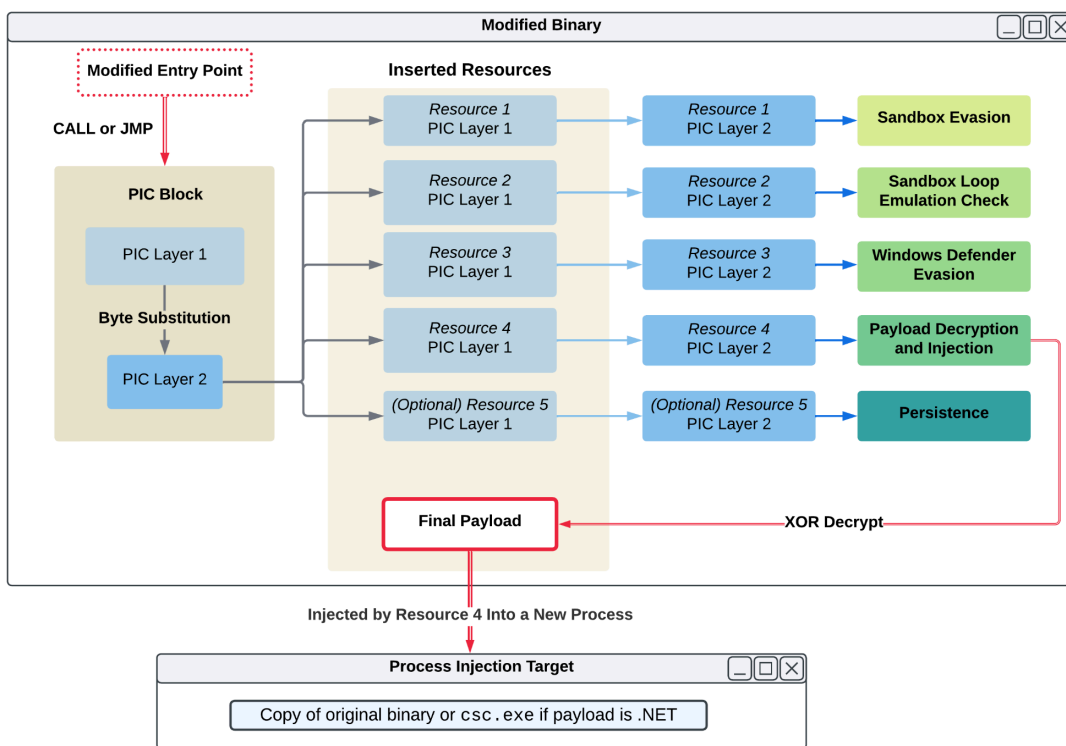 Modified Binary
Modified Entry Point
CALL or JMP
PIC Block
PIC Layer 1
Byte Substitution
PIC Layer 2
Inserted Resources
Resource 1
PIC Layer 1
Resource 1
PIC Layer 2
Sandbox Evasion
Resource 2
PIC Layer 1
Resource 2
PIC Layer 2
Sandbox Loop
Emulation Check
Resource 3
PIC Layer 1
Resource 3
PIC Layer 2
Windows Defender
Evasion
Resource 4
PIC Layer 1
Resource 4
PIC Layer 2
Payload Decryption
and Injection
(Optional) Resource 5
PIC Layer 1
(Optional) Resource 5
PIC Layer 2
Persistence
Final Payload
XOR Decrypt
Injected by Resource 4 Into a New Process
Process Injection Target
Copy of original binary or csc.exe if payload is .NET